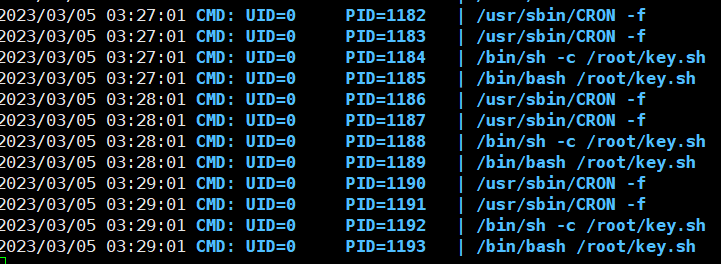 2023/03/05 03:27:01 CMD: UID=0 PID=1182 | /usr/sbin/CRON -f
2023/03/05 03:27:01 CMD: UID=0 PID=1183 | /usr/sbin/CRON -f
2023/03/05 03:27:01 CMD: UID=0 PID=1184 | /bin/sh -c /root/key.sh
2023/03/05 03:27:01 CMD: UID=0 PID=1185 | /bin/bash /root/key.sh
2023/03/05 03:28:01 CMD: UID=0 PID=1186 | /usr/sbin/CRON -f
2023/03/05 03:28:01 CMD: UID=0 PID=1187 | /usr/sbin/CRON -f
2023/03/05 03:28:01 CMD: UID=0 PID=1188 | /bin/sh -c /root/key.sh
2023/03/05 03:28:01 CMD: UID=0 PID=1189 | /bin/bash /root/key.sh
2023/03/05 03:29:01 CMD: UID=0 PID=1190 | /usr/sbin/CRON -f
2023/03/05 03:29:01 CMD: UID=0 PID=1191 | /usr/sbin/CRON -f
2023/03/05 03:29:01 CMD: UID=0 PID=1192 | /bin/sh -c /root/key.sh
2023/03/05 03:29:01 CMD: UID=0 PID=1193 | /bin/bash /root/key.sh